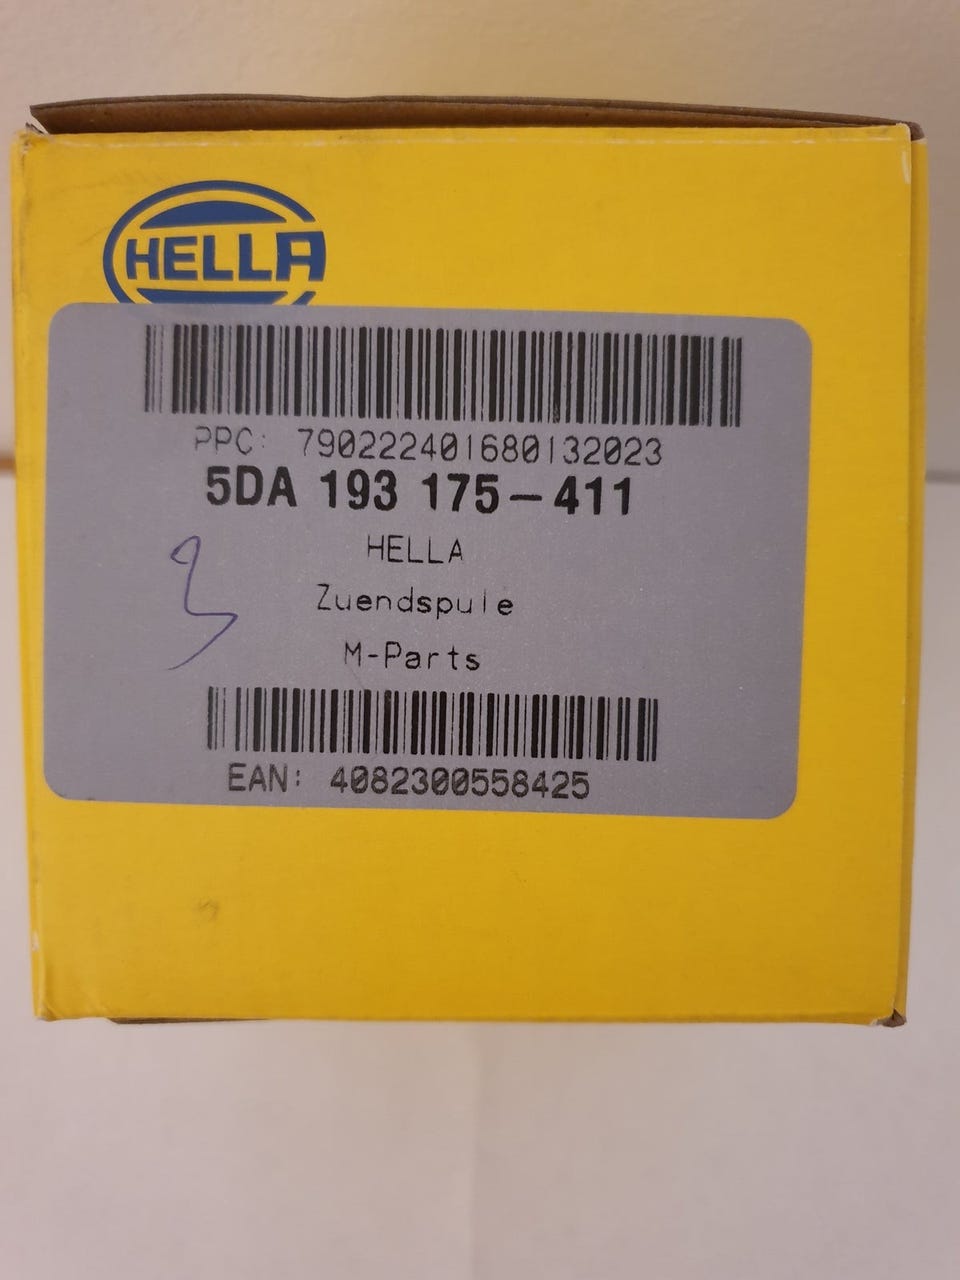 HELLA
PPC: 790222401680132023
5DA 193 175-411
HELLA
Zuendspule
M-Parts
EAN: 4082300558425